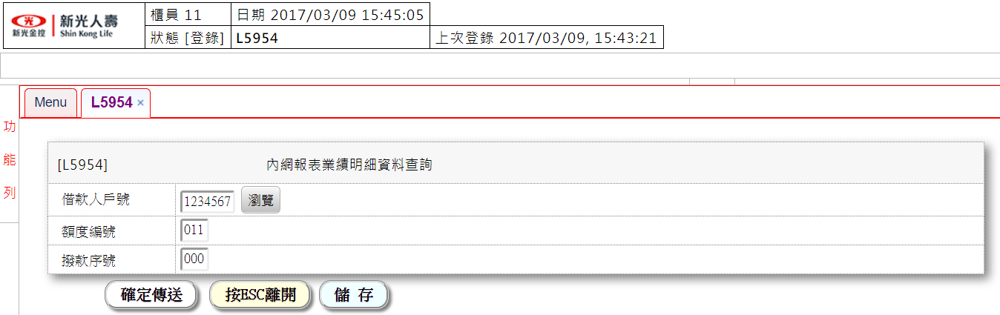 新光金控 新光人壽 Shin Kong Life
櫃員 11 日期 2017/03/09 15:45:05
狀態 [登錄] L5954 上次登錄 2017/03/09, 15:43:21
Menu L5954 ×
功能列
[L5954] 內網報表業績明細資料查詢
借款人戶號 1234567 瀏覽
額度編號 011
撥款序號 000
確定傳送 按ESC離開 儲 存